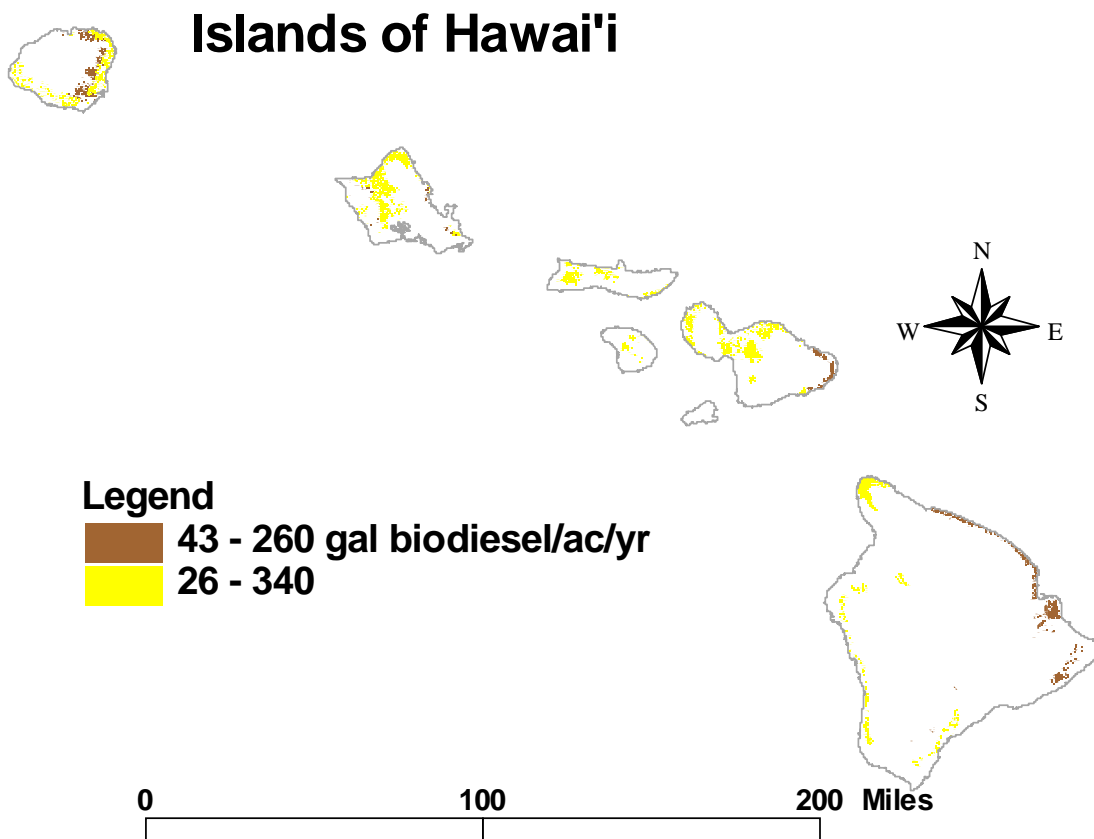 Islands of Hawai'i
N
W E
S
Legend
43 - 260 gal biodiesel/ac/yr
26 - 340
0 100 200 Miles